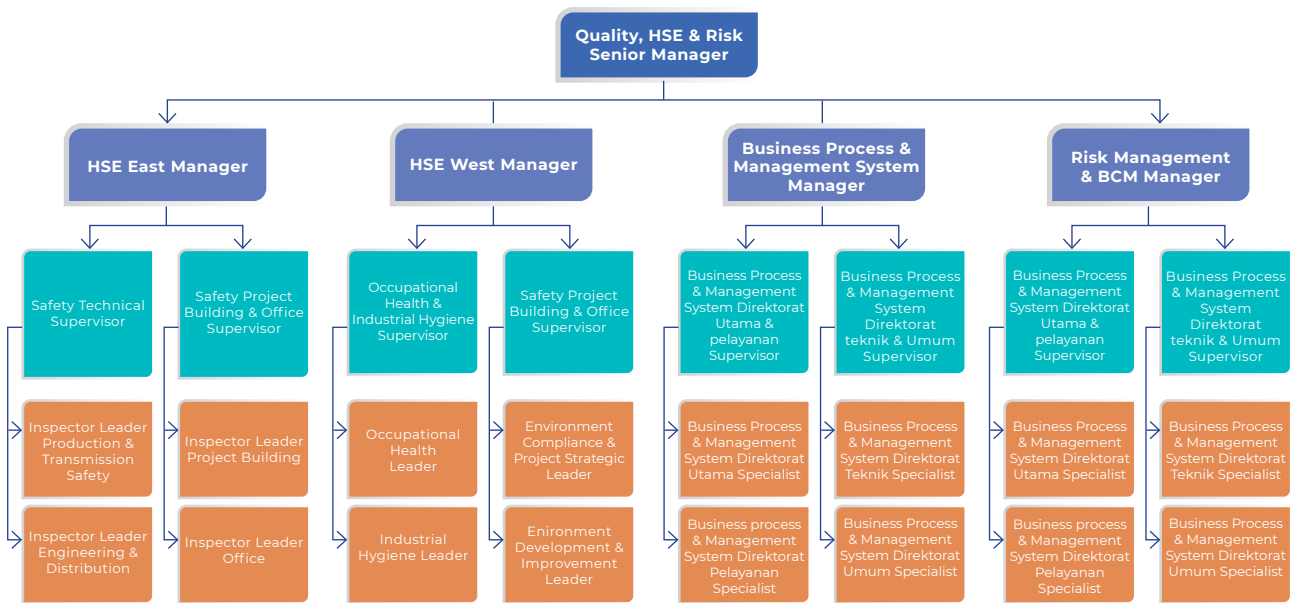 Quality, HSE & Risk
Senior Manager
HSE East Manager
HSE West Manager
Business Process &
Management System
Manager
Risk Management
& BCM Manager
Safety Technical
Supervisor
Safety Project
Building & Office
Supervisor
Occupational
Health &
Industrial Hygiene
Supervisor
Safety Project
Building & Office
Supervisor
Business Process
& Management
System Direktorat
Utama &
pelayanan
Supervisor
Business Process
& Management
System
Direktorat
teknik & Umum
Supervisor
Business Process
& Management
System Direktorat
Utama &
pelayanan
Supervisor
Business Process
& Management
System
Direktorat
teknik & Umum
Supervisor
Inspector Leader
Production &
Transmission
Safety
Inspector Leader
Project Building
Occupational
Health
Leader
Environment
Compliance &
Project Strategic
Leader
Business Process
& Management
System Direktorat
Utama Specialist
Business Process
& Management
System Direktorat
Teknik Specialist
Business Process
& Management
System Direktorat
Utama Specialist
Business Process
& Management
System Direktorat
Teknik Specialist
Inspector Leader
Engineering &
Distribution
Inspector Leader
Office
Industrial
Hygiene Leader
Enironment
Development &
Improvement
Leader
Business process
& Management
System Direktorat
Pelayanan
Specialist
Business Process
& Management
System Direktorat
Umum Specialist
Business process
& Management
System Direktorat
Pelayanan
Specialist
Business Process
& Management
System Direktorat
Umum Specialist